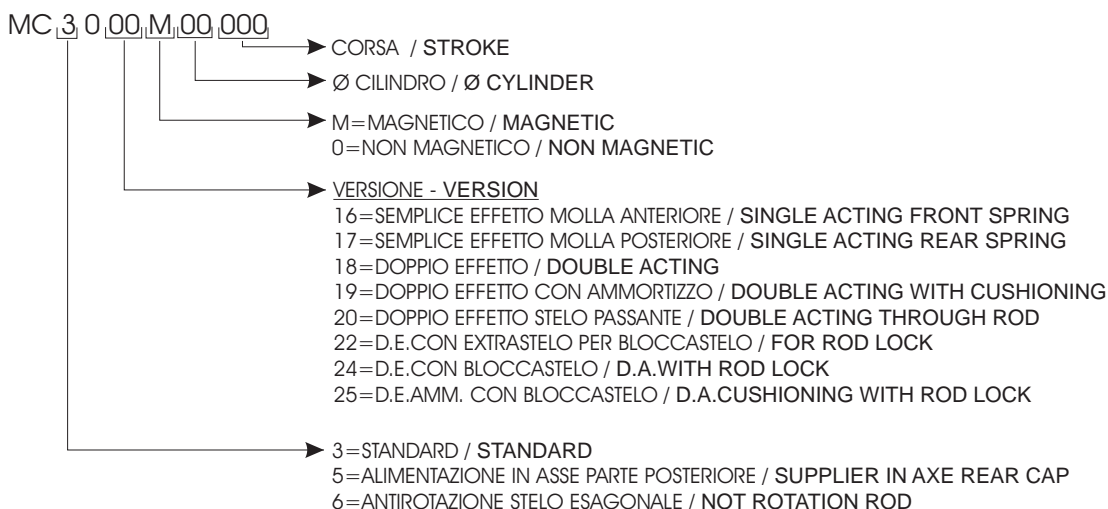 MC 3 0 00 M 00 000
CORSA / STROKE
Ø CILINDRO / Ø CYLINDER
M=MAGNETICO / MAGNETIC
0=NON MAGNETICO / NON MAGNETIC
VERSIONE - VERSION
16=SEMPLICE EFFETTO MOLLA ANTERIORE / SINGLE ACTING FRONT SPRING
17=SEMPLICE EFFETTO MOLLA POSTERIORE / SINGLE ACTING REAR SPRING
18=DOPPIO EFFETTO / DOUBLE ACTING
19=DOPPIO EFFETTO CON AMMORTIZZO / DOUBLE ACTING WITH CUSHIONING
20=DOPPIO EFFETTO STELO PASSANTE / DOUBLE ACTING THROUGH ROD
22=D.E.CON EXTRASTELO PER BLOCCASTELO / FOR ROD LOCK
24=D.E.CON BLOCCASTELO / D.A.WITH ROD LOCK
25=D.E.AMM. CON BLOCCASTELO / D.A.CUSHIONING WITH ROD LOCK
3=STANDARD / STANDARD
5=ALIMENTAZIONE IN ASSE PARTE POSTERIORE / SUPPLIER IN AXE REAR CAP
6=ANTIROTAZIONE STELO ESAGONALE / NOT ROTATION ROD